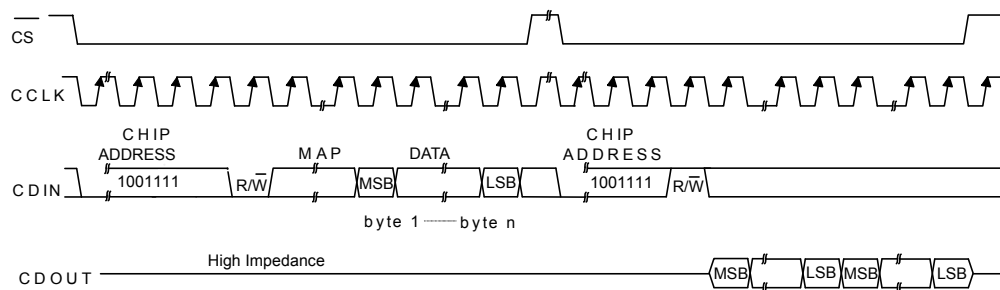 CS
CCLK
CHIP ADDRESS
MAP
DATA
CHIP ADDRESS
CDIN
1001111
R/W
MSB
LSB
1001111
R/W
byte 1
byte n
High Impedance
CDOUT
MSB
LSB
MSB
LSB